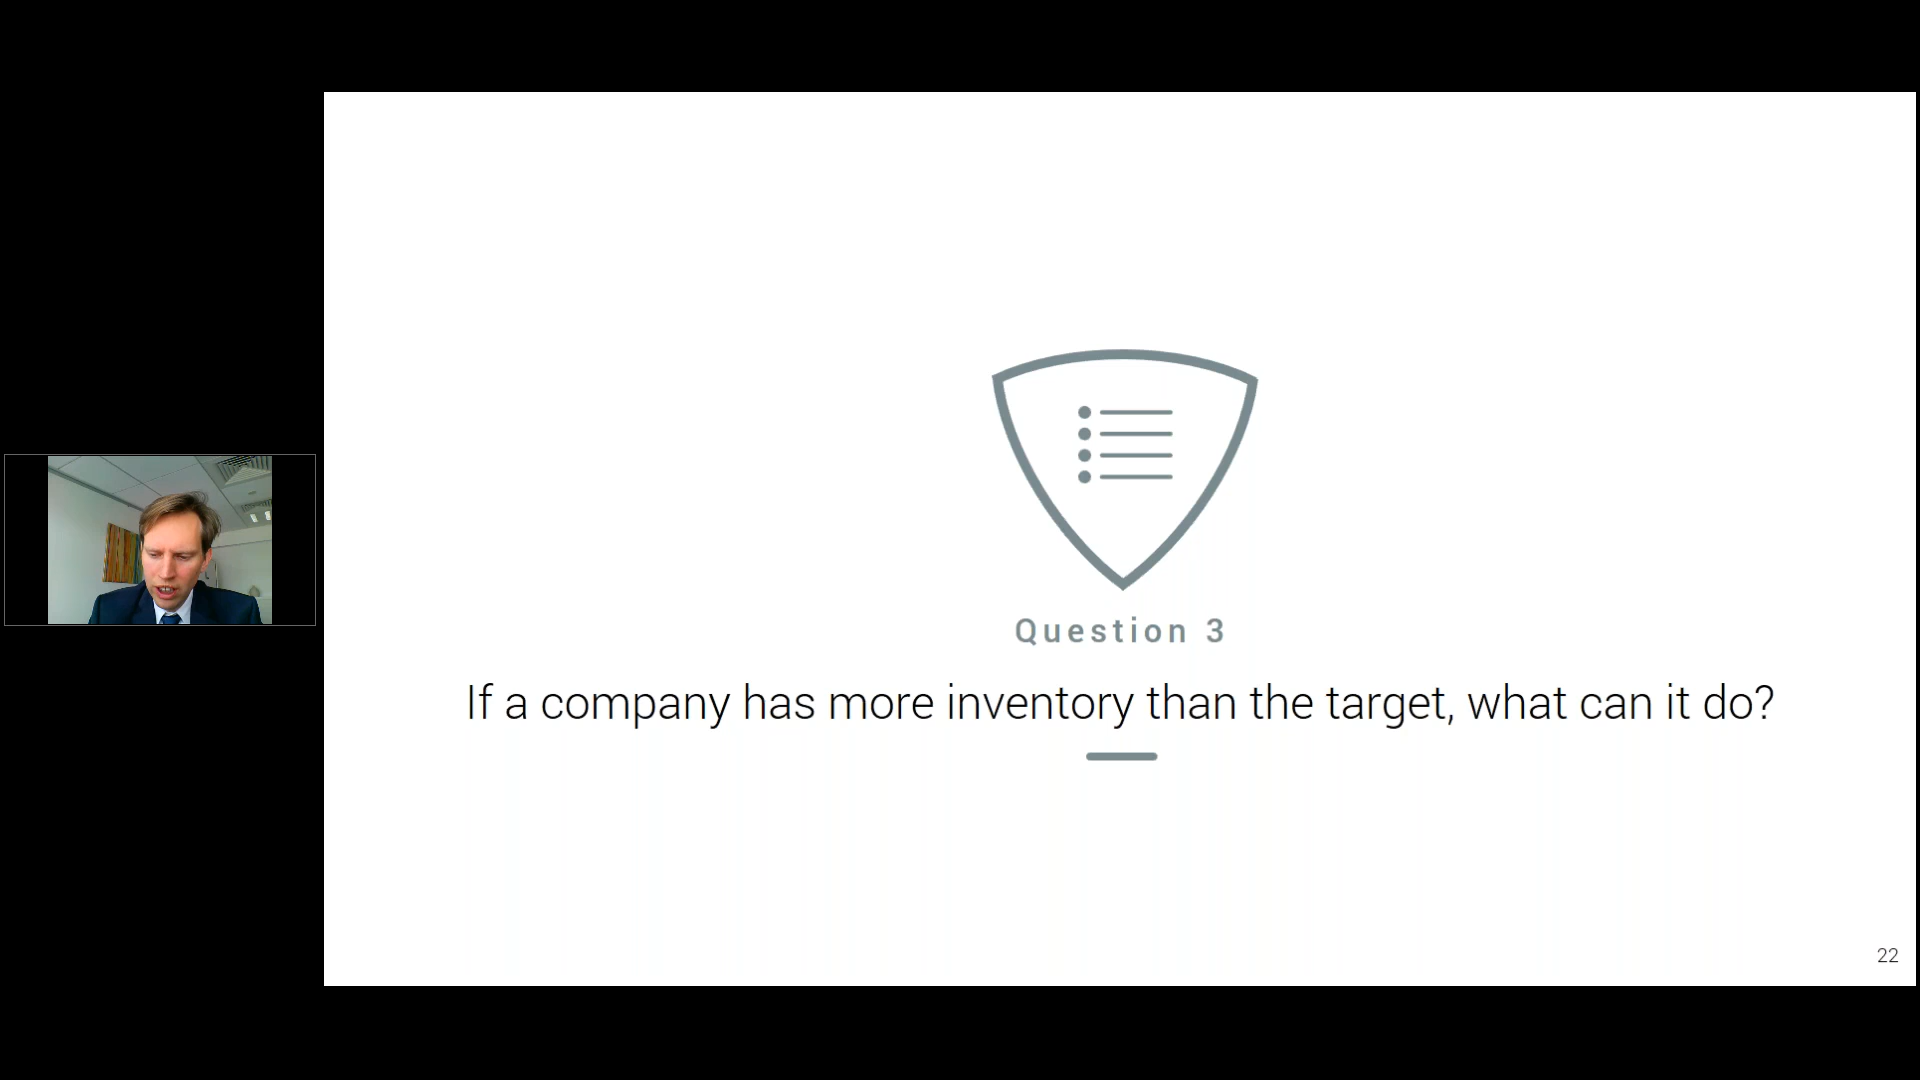 Question 3
If a company has more inventory than the target, what can it do?
22